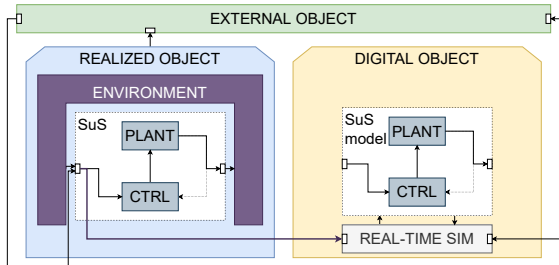 EXTERNAL OBJECT
REALIZED OBJECT
DIGITAL OBJECT
ENVIRONMENT
SuS
PLANT
CTRL
SuS
model
PLANT
CTRL
REAL-TIME SIM